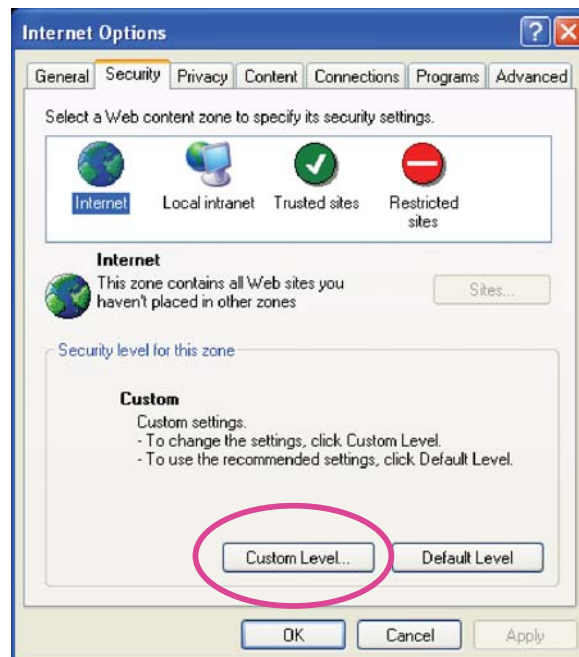 Internet Options
General Security Privacy Content Connections Programs Advanced
Select a Web content zone to specify its security settings.
Internet Local intranet Trusted sites Restricted
sites
Internet
This zone contains all Web sites you
haven't placed in other zones
Sites...
Security level for this zone
Custom
Custom settings.
- To change the settings, click Custom Level.
- To use the recommended settings, click Default Level.
Custom Level... Default Level
OK Cancel Apply